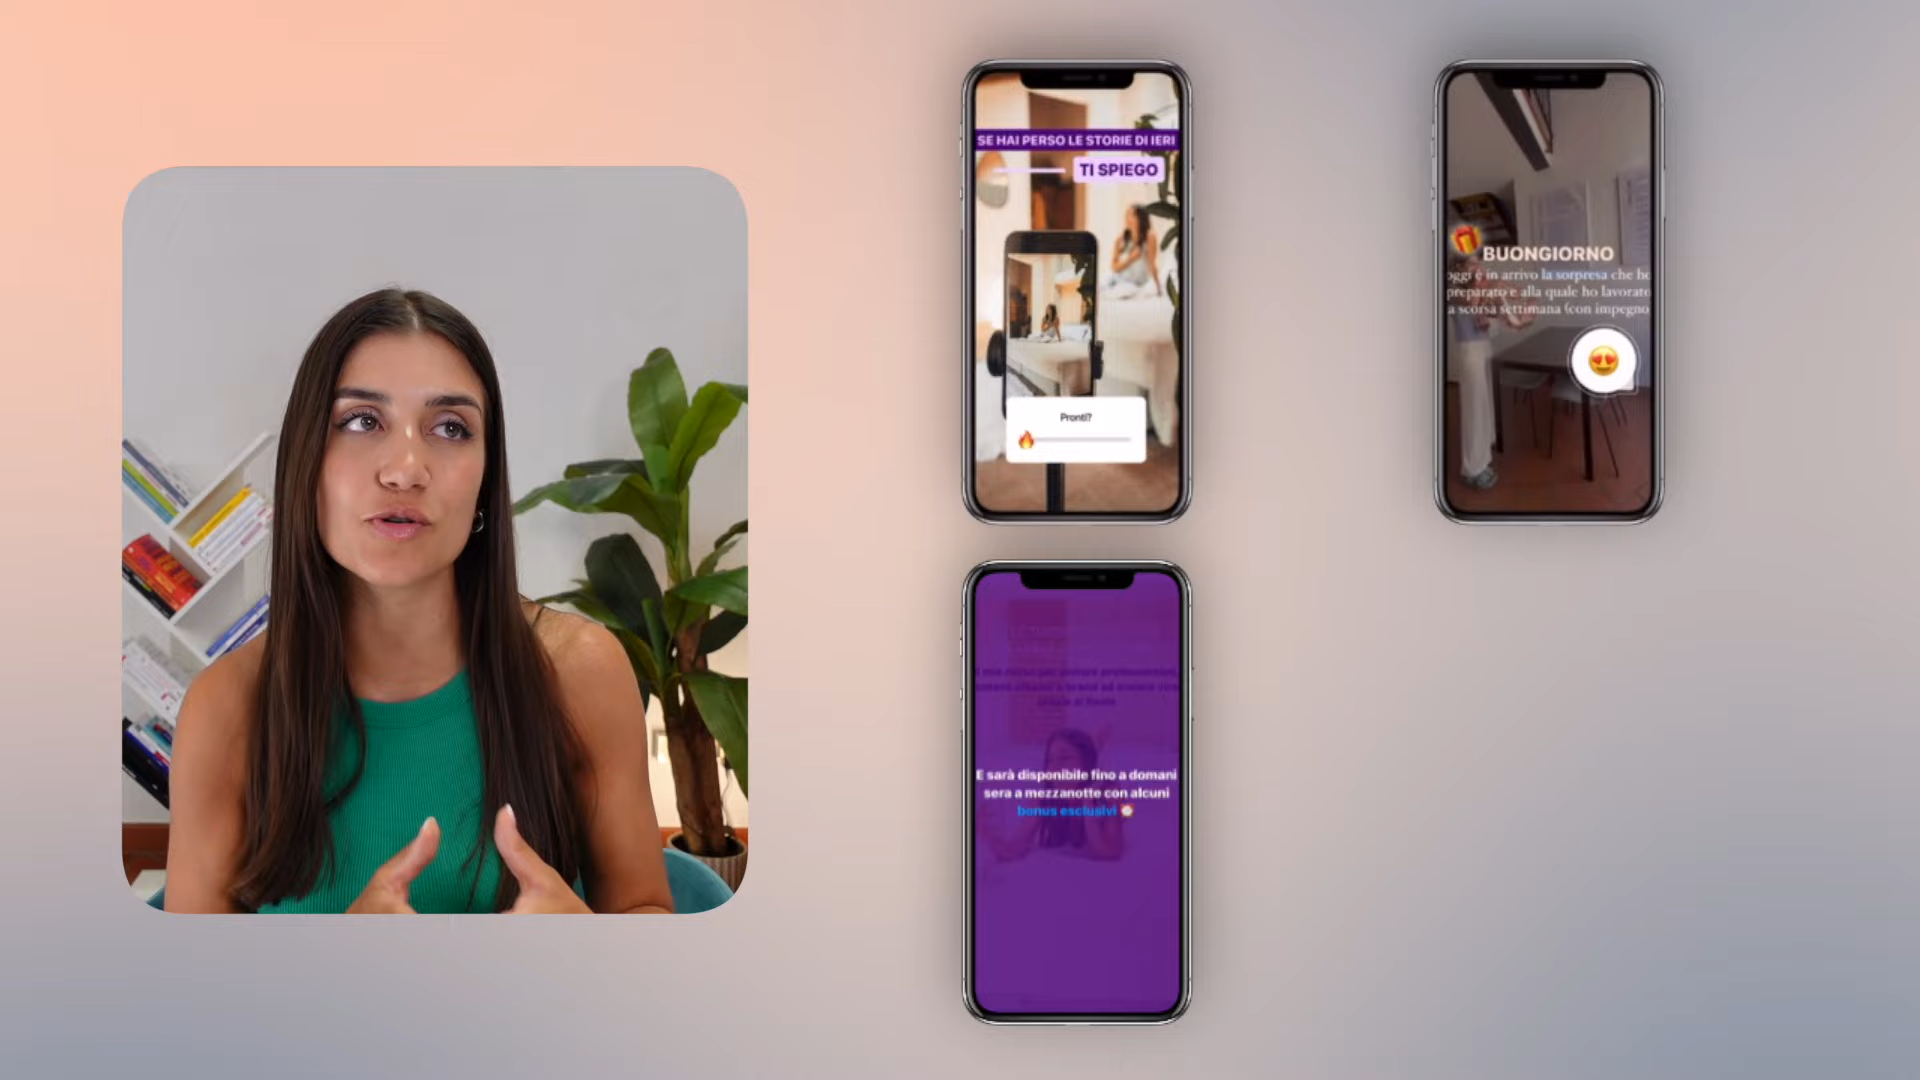 SE HAI PERSO LE STORIE DI IERI
TI SPIEGO
Pronti?
BUONGIORNO
oggi è in arrivo la sorpresa che ho
preparato e alla quale ho lavorato
la scorsa settimana (con impegno
E sarà disponibile fino a domani
sera a mezzanotte con alcuni
bonus esclusivi